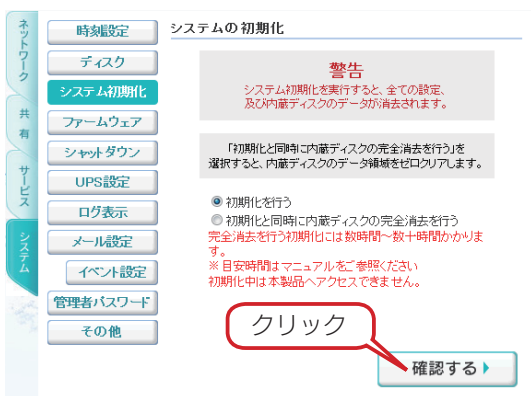 ネットワーク
共有
サービス
システム
時刻設定
ディスク
システム初期化
ファームウェア
シャットダウン
UPS設定
ログ表示
メール設定
イベント設定
管理者パスワード
その他
システムの初期化
警告
システム初期化を実行すると、全ての設定、
及び内蔵ディスクのデータが消去されます。
「初期化と同時に内蔵ディスクの完全消去を行う」を
選択すると、内蔵ディスクのデータ領域をゼロクリアします。
初期化を行う
初期化と同時に内蔵ディスクの完全消去を行う
完全消去を行う初期化には数時間～数十時間かかりま
す。
※目安時間はマニュアルをご参照ください
初期化中は本製品へアクセスできません。
クリック
確認する